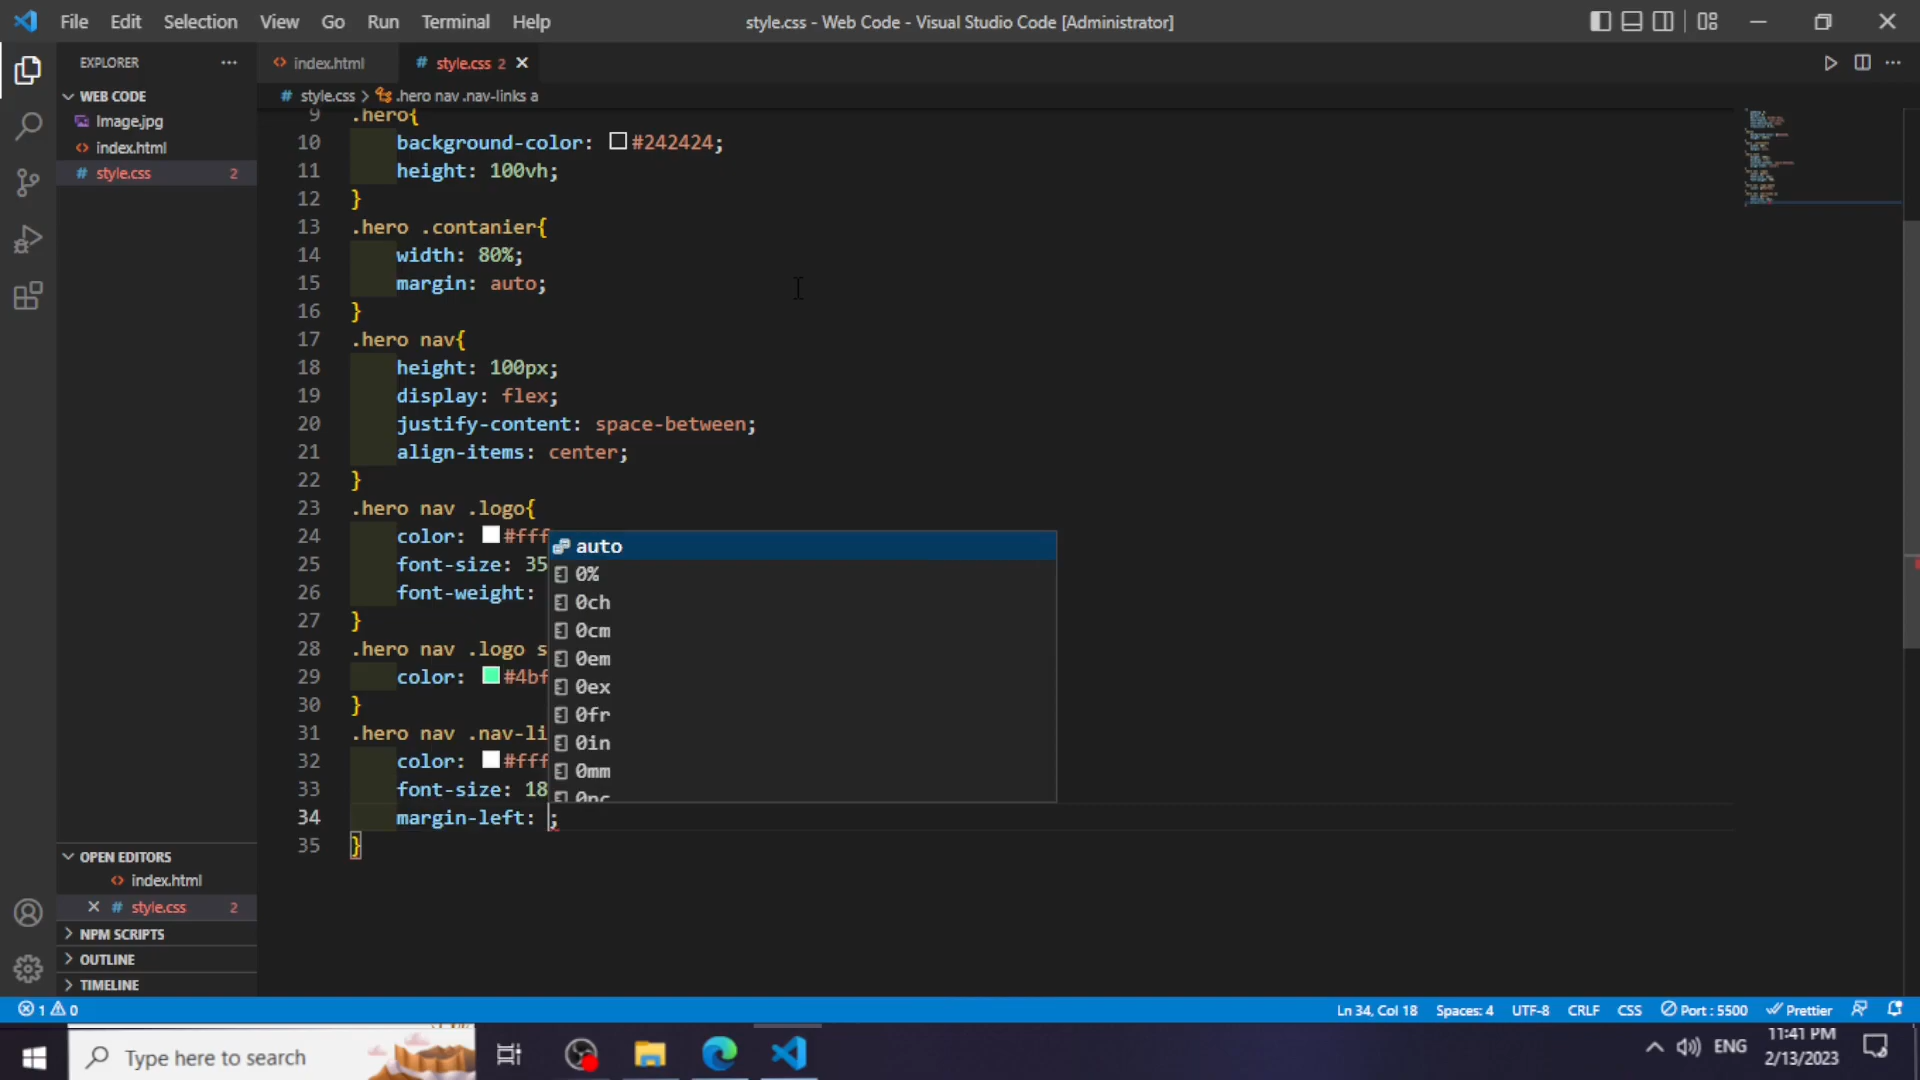 File Edit Selection View Go Run Terminal Help
style.css - Web Code - Visual Studio Code [Administrator]
EXPLORER
WEB CODE
Image.jpg
index.html
style.css 2
OPEN EDITORS
index.html
style.css 2
NPM SCRIPTS
OUTLINE
TIMELINE
index.html
style.css 2
style.css > .hero nav .nav-links a
9 .hero{
10 background-color: #242424;
11 height: 100vh;
12 }
13 .hero .contanier{
14 width: 80%;
15 margin: auto;
16 }
17 .hero nav{
18 height: 100px;
19 display: flex;
20 justify-content: space-between;
21 align-items: center;
22 }
23 .hero nav .logo{
24 color: #fff
25 font-size: 35
26 font-weight:
27 }
28 .hero nav .logo s
29 color: #4bf
30 }
31 .hero nav .nav-li
32 color: #fff
33 font-size: 18
34 margin-left: ;
35 }
auto
0%
0ch
0cm
0em
0ex
0fr
0in
0mm
0pc
1 0
Ln 34, Col 18 Spaces: 4 UTF-8 CRLF CSS Port : 5500 Prettier
Type here to search
ENG
11:41 PM
2/13/2023